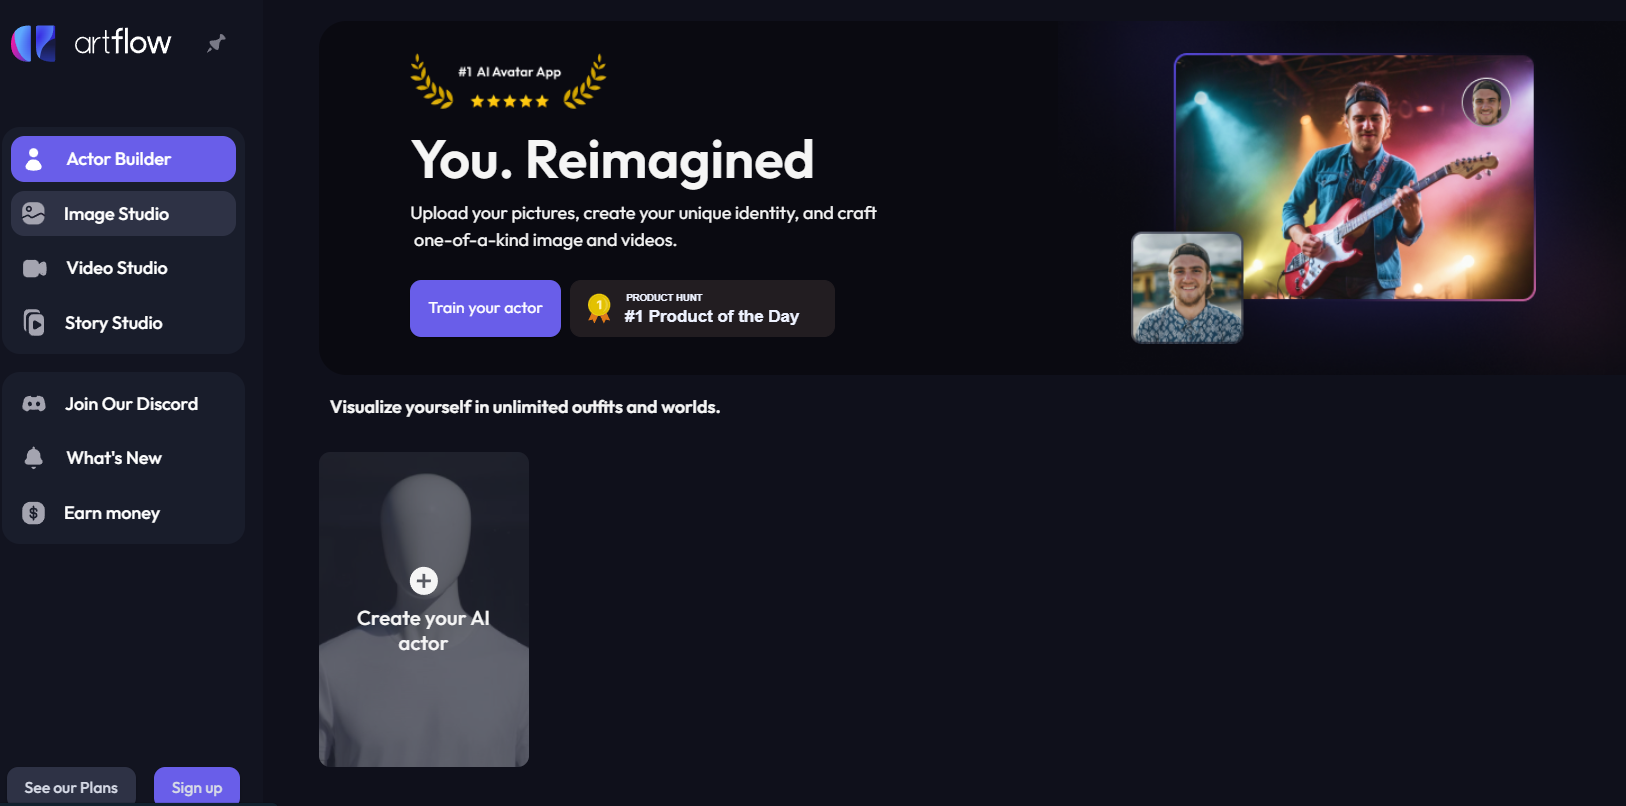 artflow
Actor Builder
Image Studio
Video Studio
Story Studio
Join Our Discord
What's New
Earn money
See our Plans
Sign up
#1 AI Avatar App
You. Reimagined
Upload your pictures, create your unique identity, and craft
one-of-a-kind image and videos.
Train your actor
1
PRODUCT HUNT
#1 Product of the Day
Visualize yourself in unlimited outfits and worlds.
Create your AI
actor